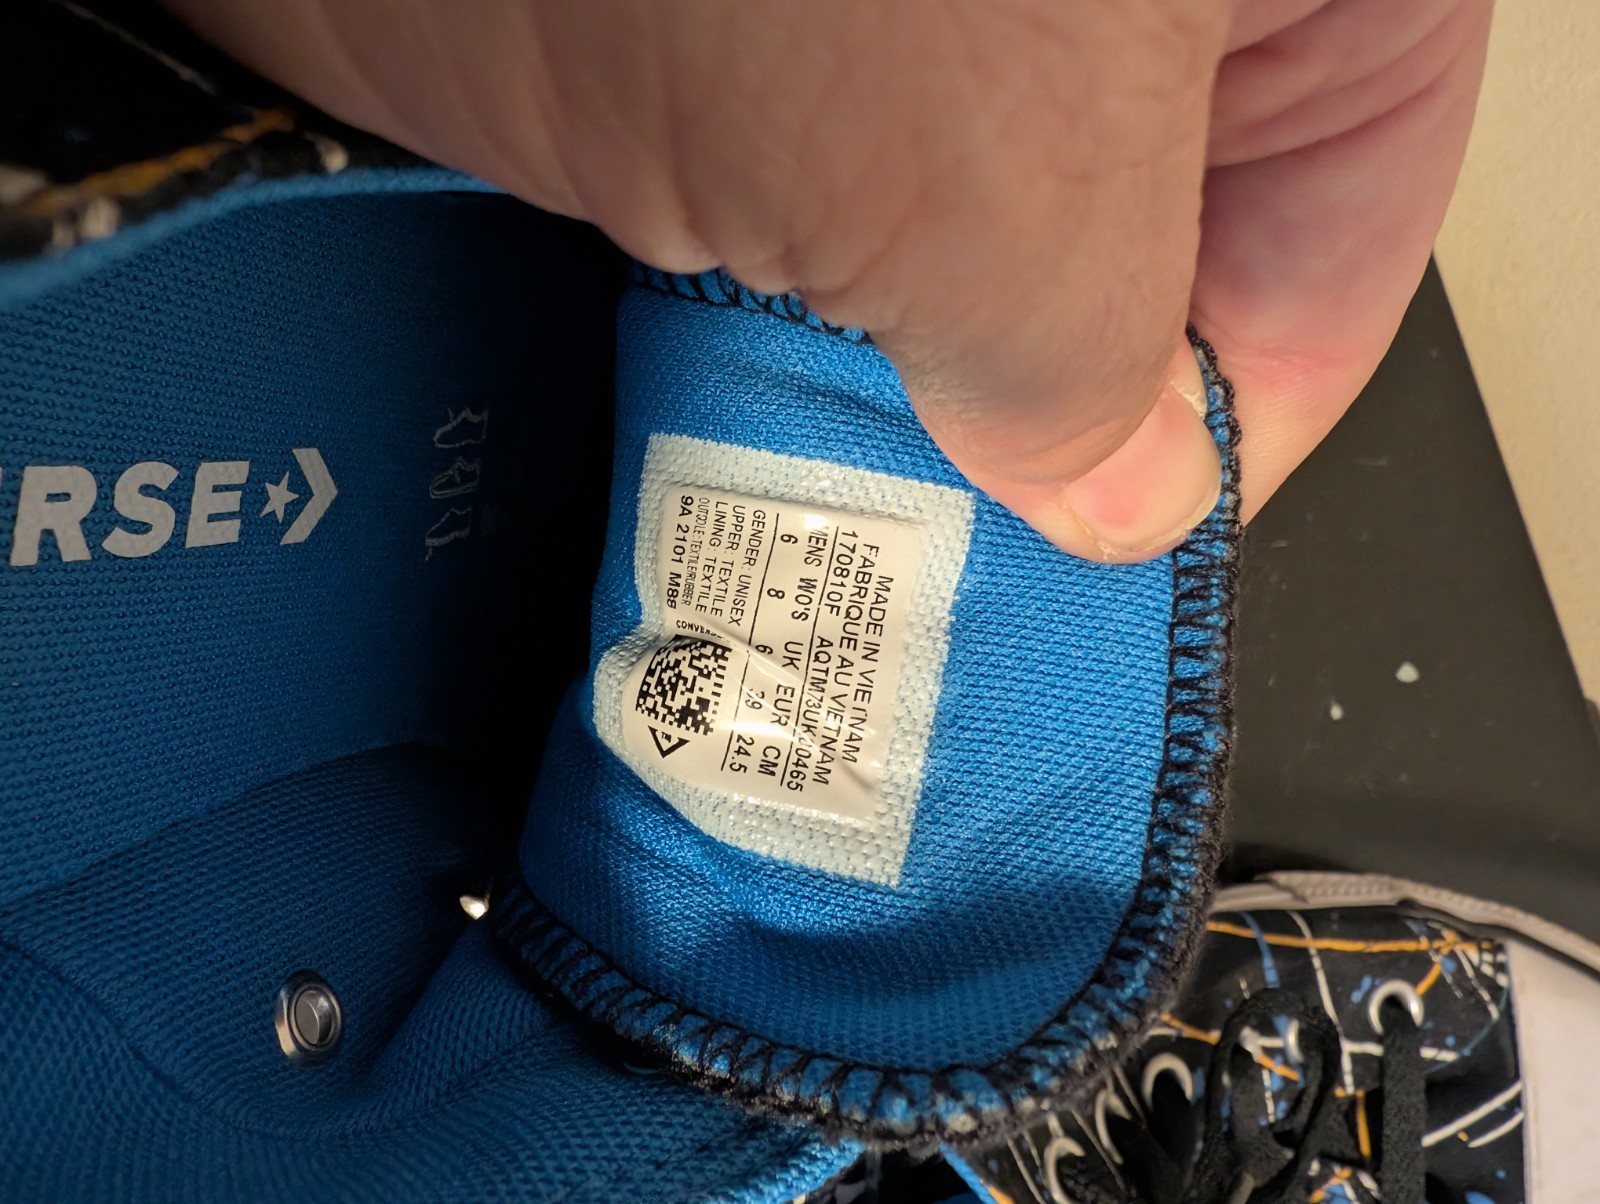 RSE
MADE IN VIETNAM
FABRIQUE AU VIETNAM
170810F AQTM73UK00465
MENS WO'S UK EUR CM
6 8 6 39 24.5
GENDER: UNISEX
UPPER: TEXTILE
LINING: TEXTILE
OUTSOLE:TEXTILE/RUBBER
9A 2101 M88
CONVERSE
E